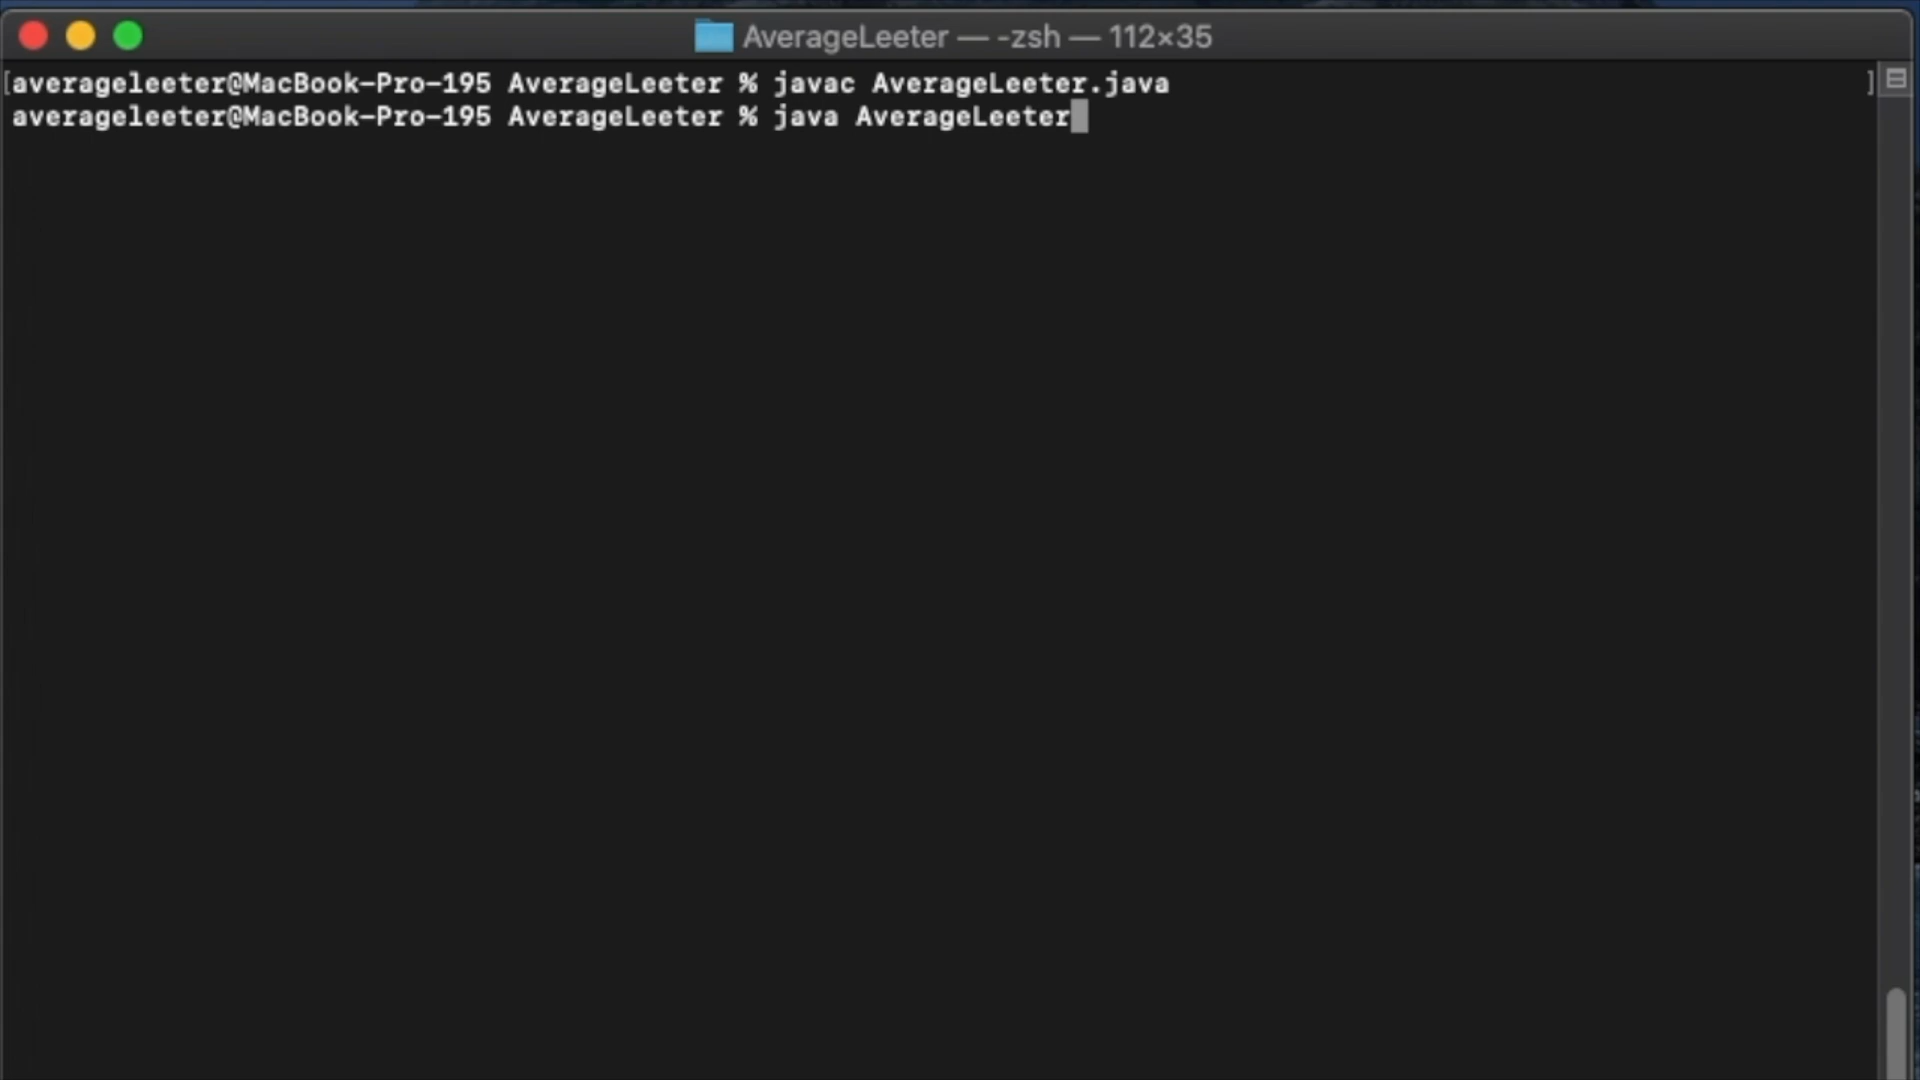 AverageLeeter — -zsh — 112×35
[averageleeter@MacBook-Pro-195 AverageLeeter % javac AverageLeeter.java ]
averageleeter@MacBook-Pro-195 AverageLeeter % java AverageLeeter